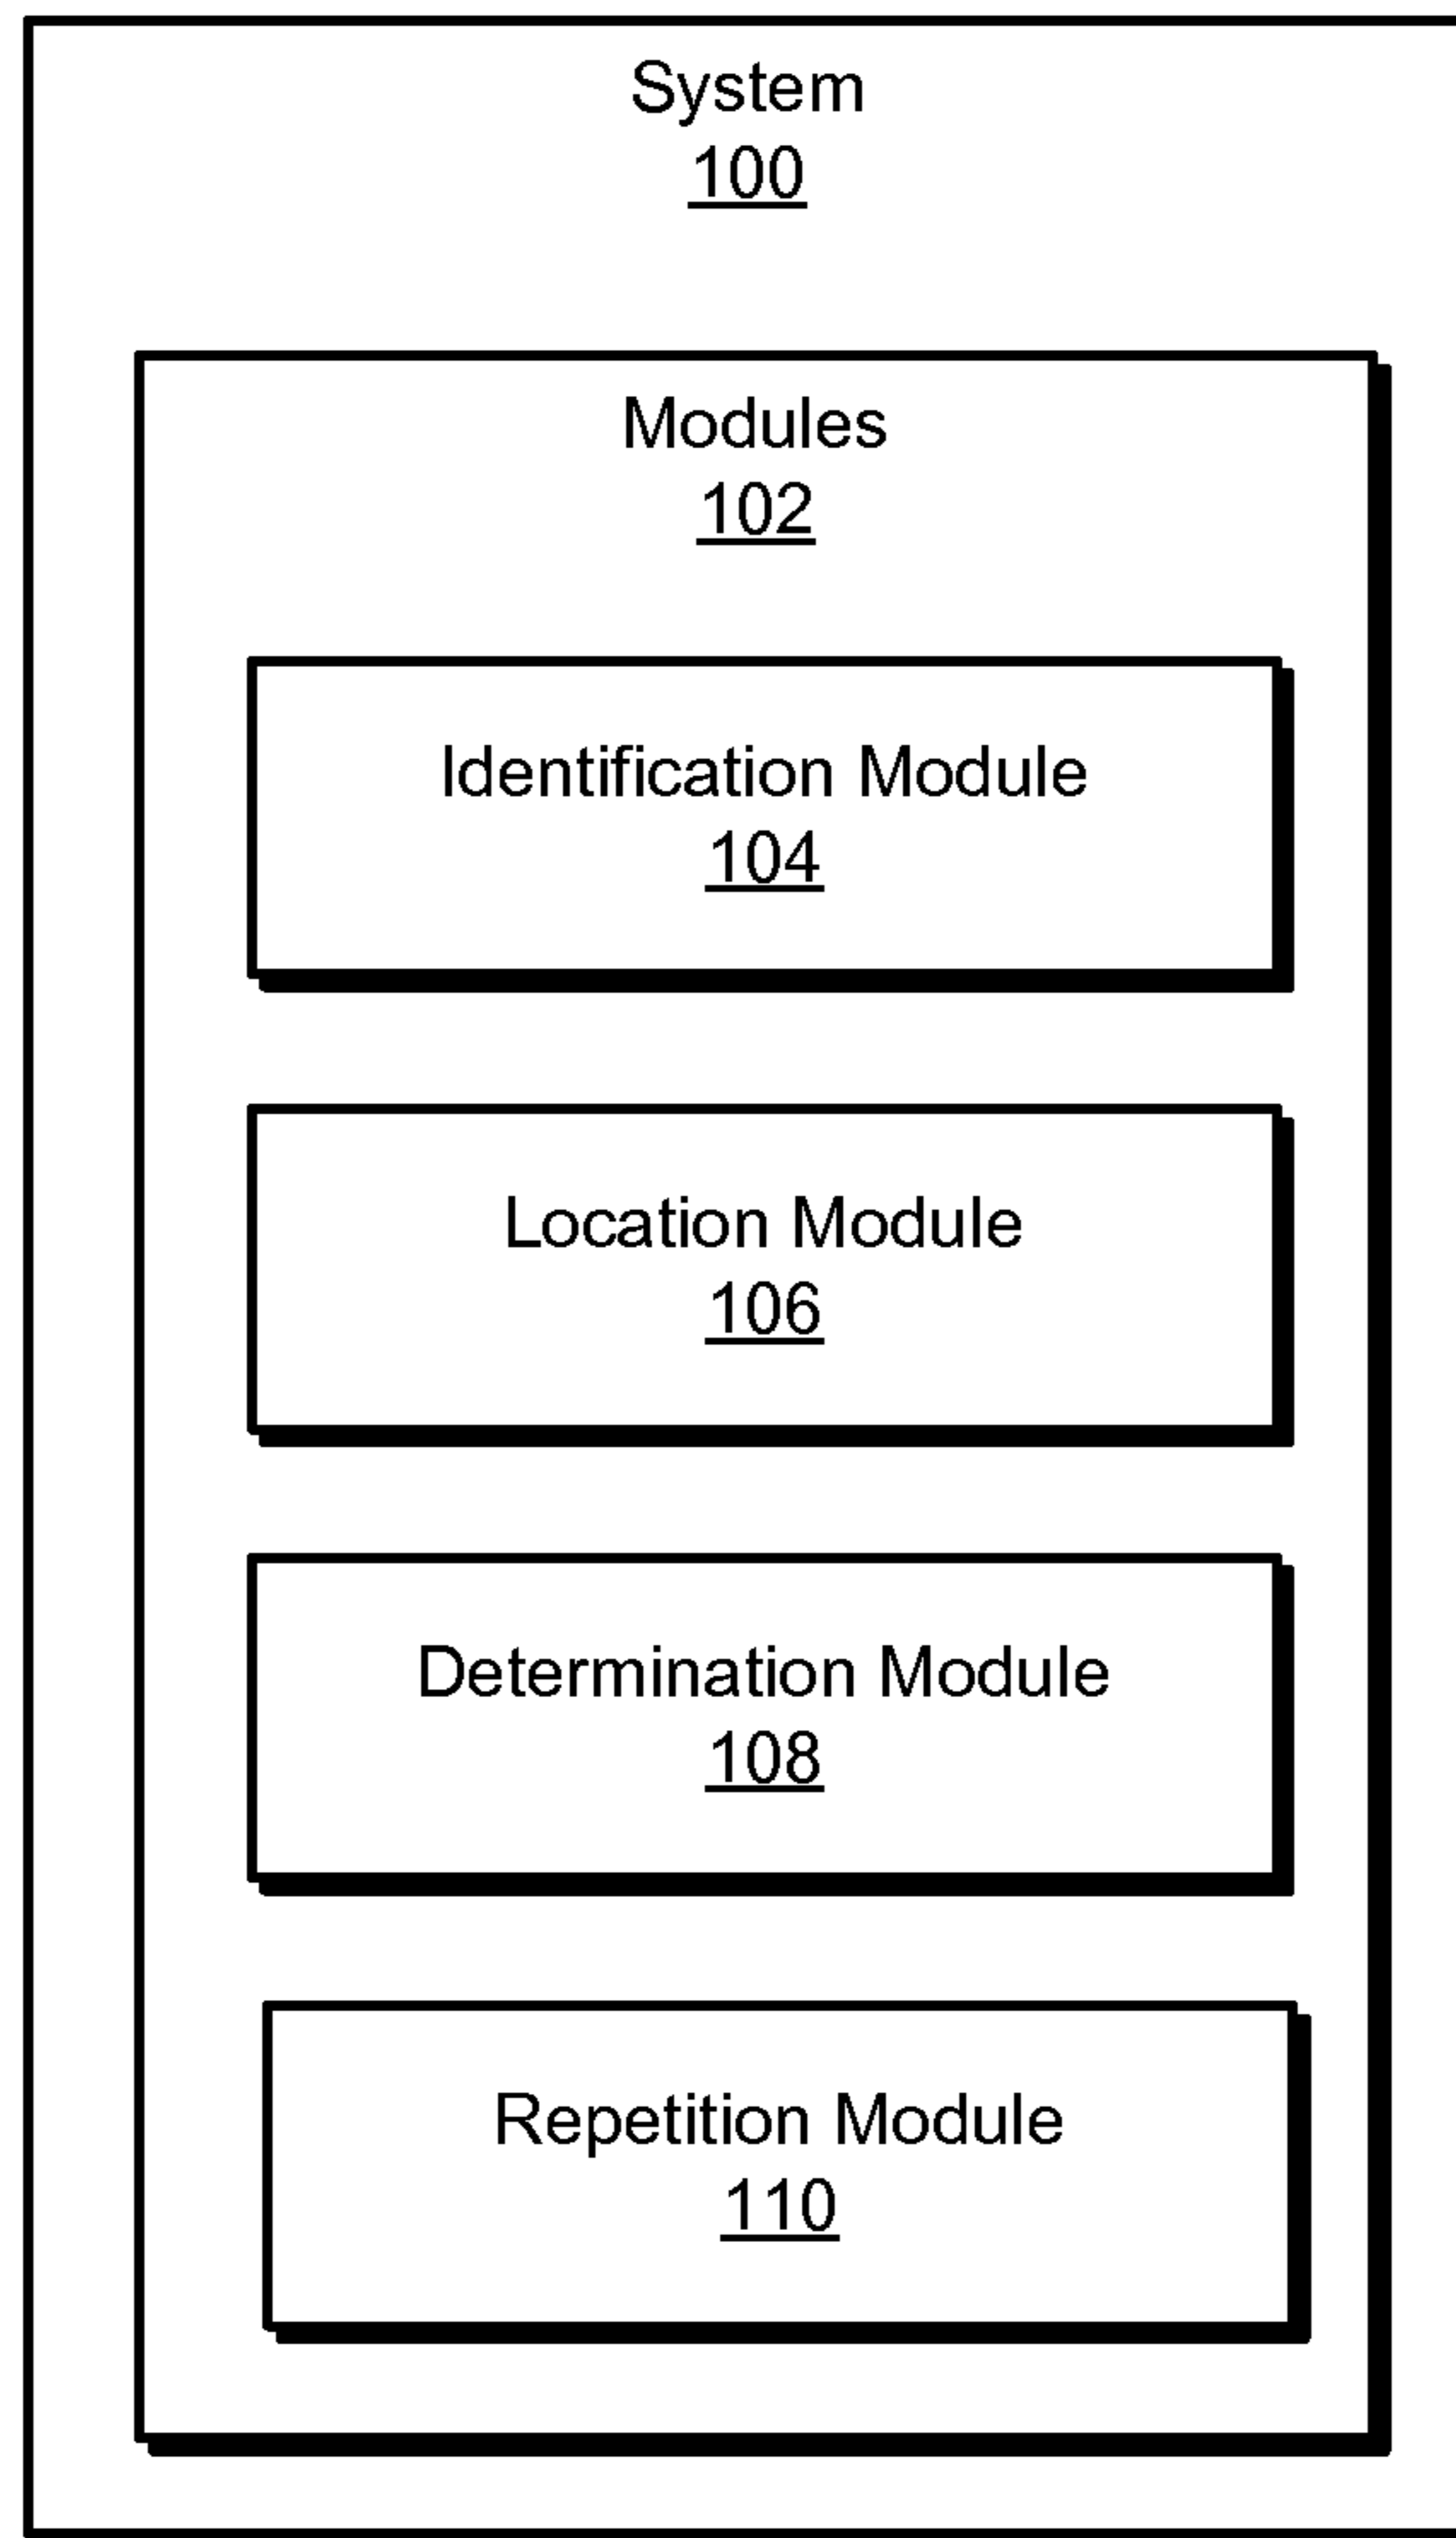 System
100
Modules
102
Identification Module
104
Location Module
106
Determination Module
108
Repetition Module
110